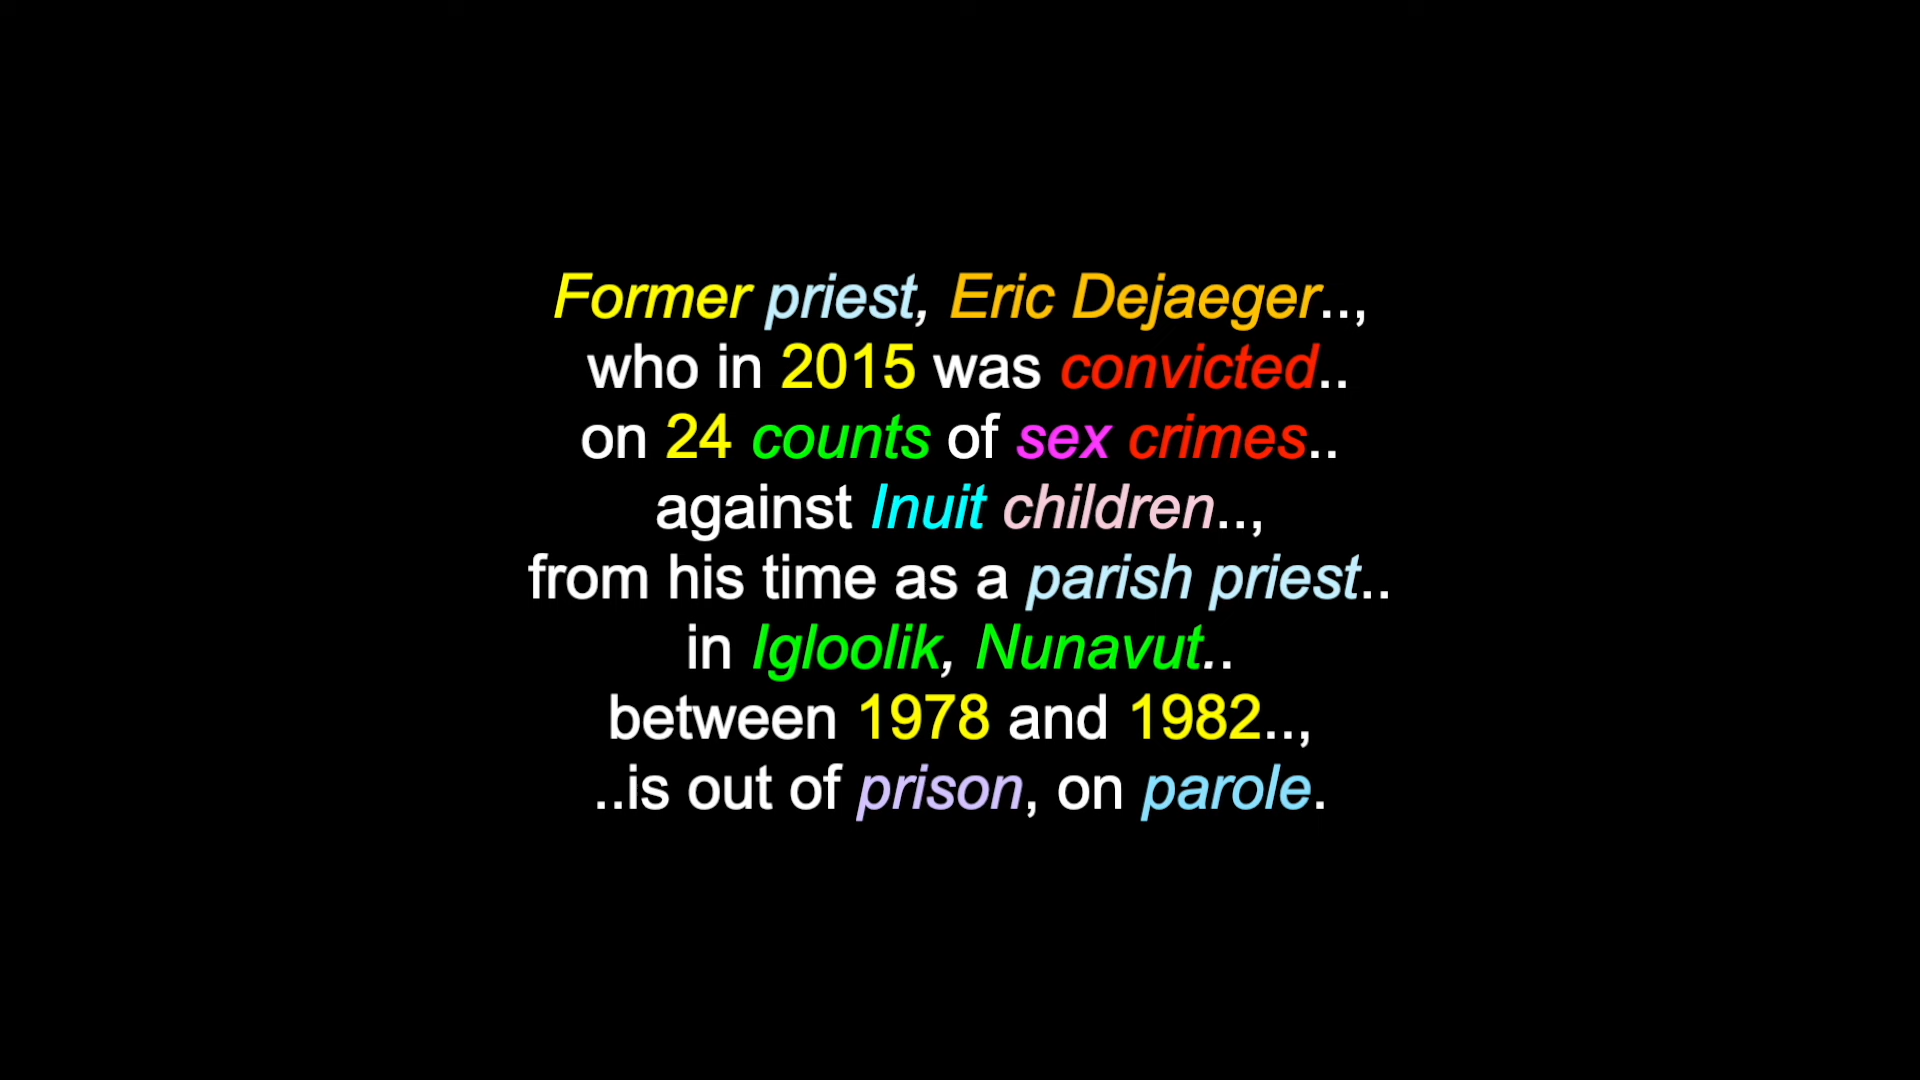 Former priest, Eric Dejaeger..,
who in 2015 was convicted..
on 24 counts of sex crimes..
against Inuit children..,
from his time as a parish priest..
in Igloolik, Nunavut..
between 1978 and 1982..,
..is out of prison, on parole.